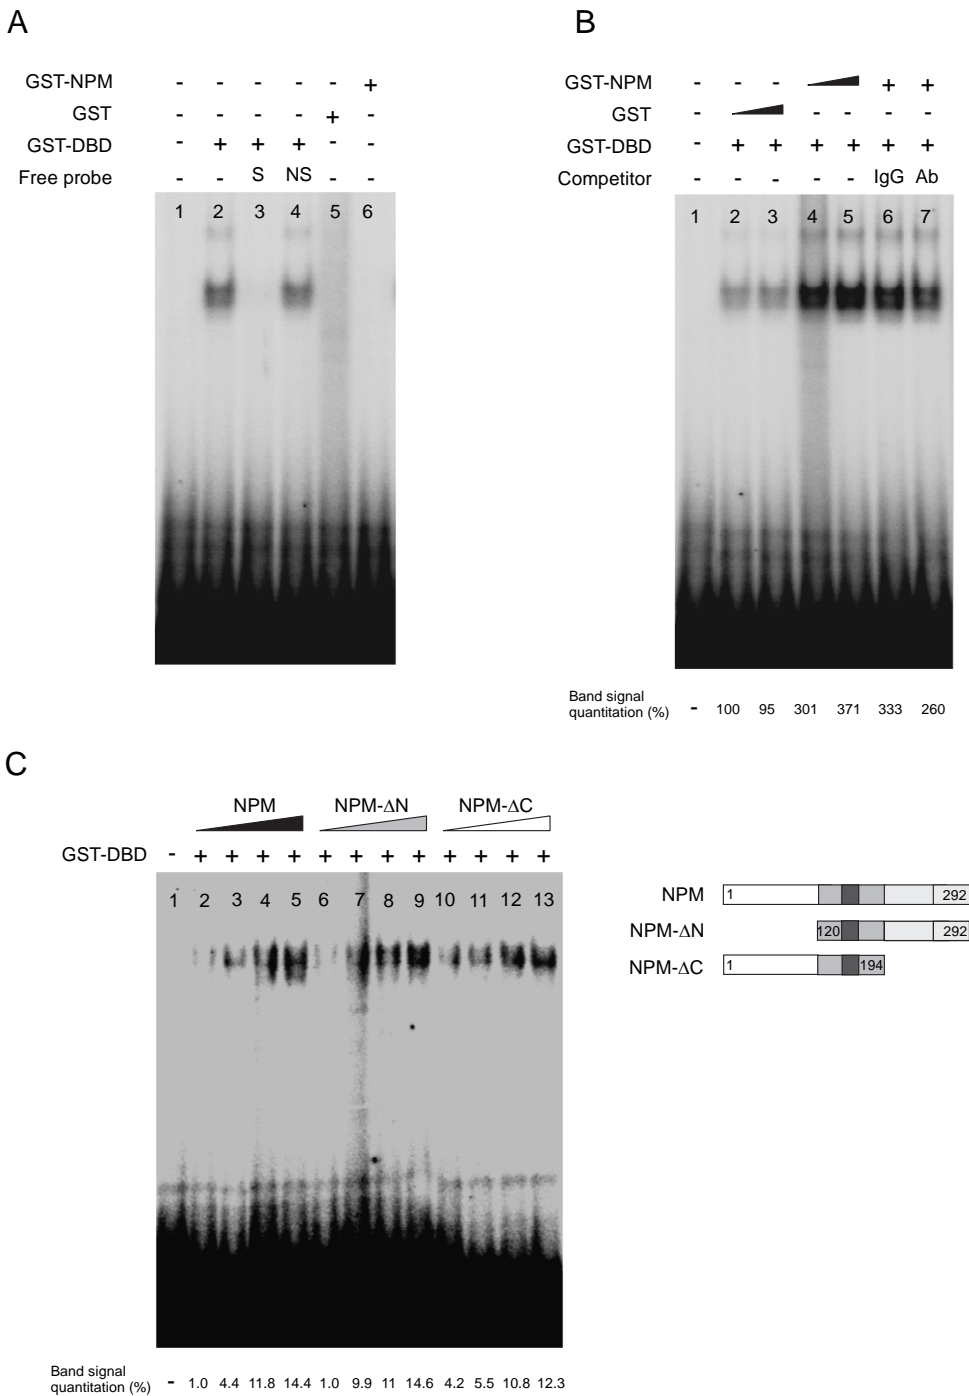 A
GST-NPM - - - - - +
GST - - - - + -
GST-DBD - + + + - -
Free probe - - S NS - -
1 2 3 4 5 6
B
GST-NPM - - - + +
GST - - - - -
GST-DBD - + + + + + +
Competitor - - - - - IgG Ab
1 2 3 4 5 6 7
Band signal
quantitation (%) - 100 95 301 371 333 260
C
NPM NPM-ΔN NPM-ΔC
GST-DBD - + + + + + + + + + + + +
1 2 3 4 5 6 7 8 9 10 11 12 13
Band signal
quantitation (%) - 1.0 4.4 11.8 14.4 1.0 9.9 11 14.6 4.2 5.5 10.8 12.3
NPM 1 292
NPM-ΔN 120 292
NPM-ΔC 1 194